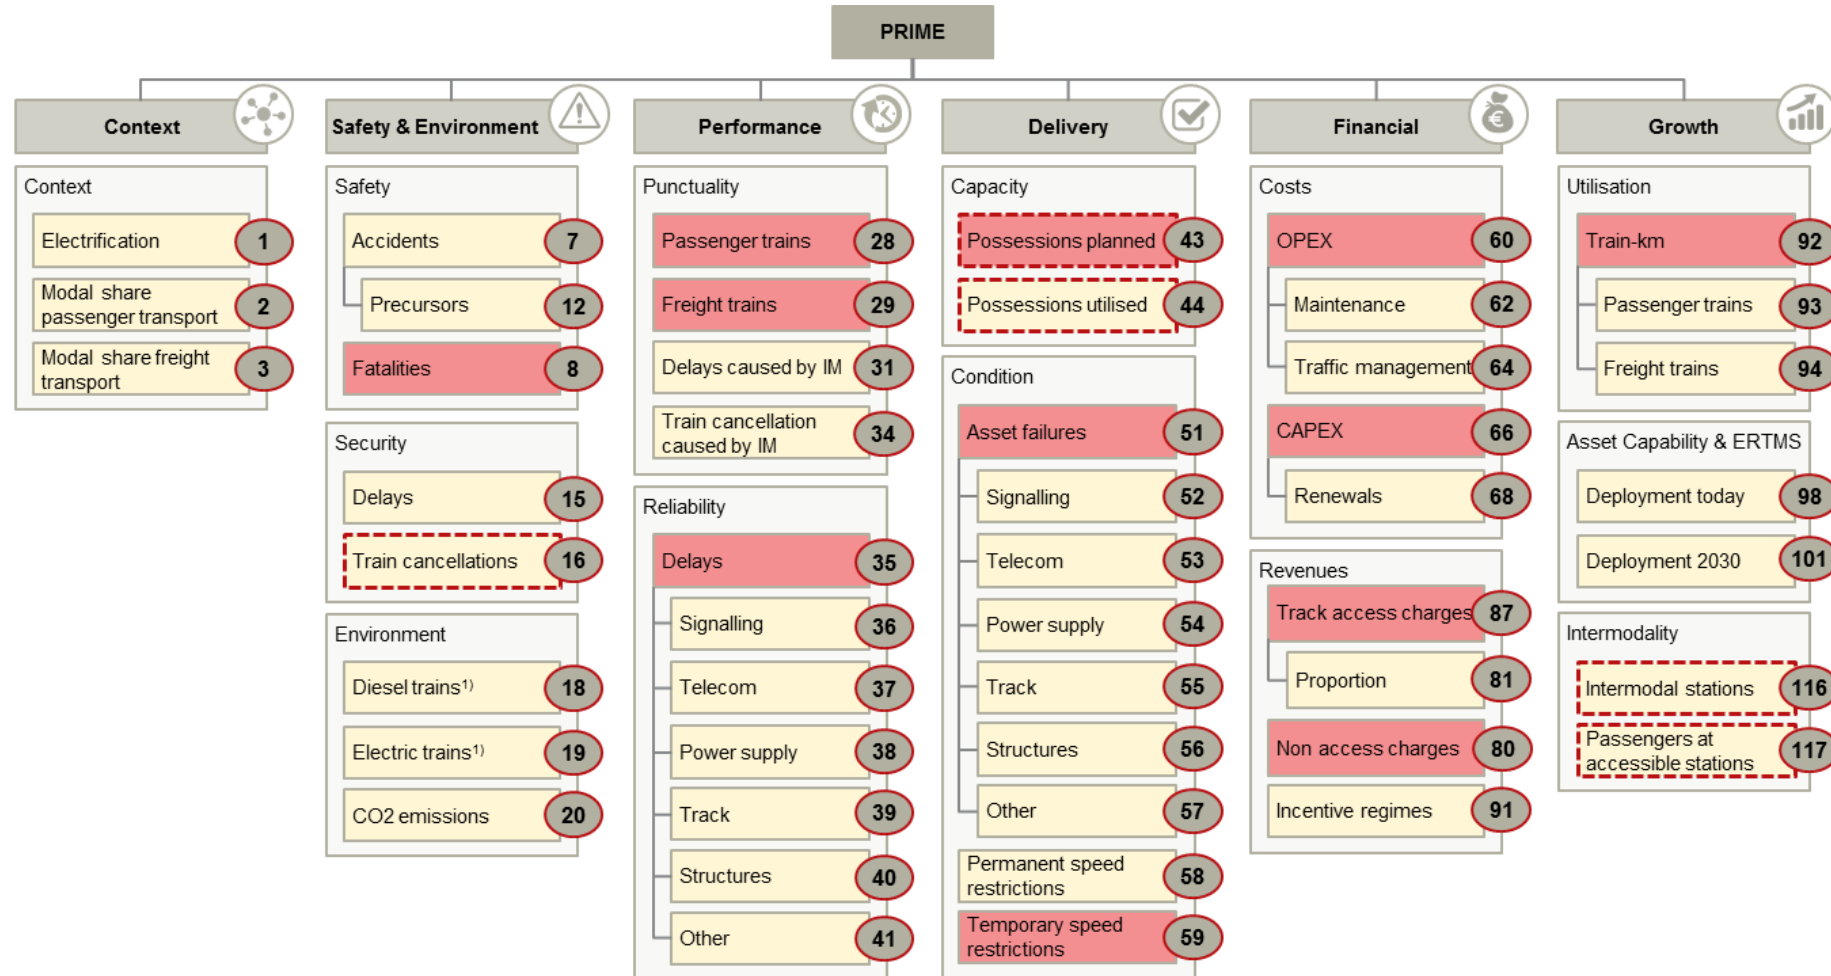 PRIME
Context
Safety & Environment
Performance
Delivery
Financial
Growth
Context
Electrification
1
Modal share
passenger transport
2
Modal share freight
transport
3
Safety
Accidents
7
Precursors
12
Fatalities
8
Security
Delays
15
Train cancellations
16
Environment
Diesel trains¹⁾
18
Electric trains¹⁾
19
CO2 emissions
20
Punctuality
Passenger trains
28
Freight trains
29
Delays caused by IM
31
Train cancellation
caused by IM
34
Reliability
Delays
35
Signalling
36
Telecom
37
Power supply
38
Track
39
Structures
40
Other
41
Capacity
Possessions planned
43
Possessions utilised
44
Condition
Asset failures
51
Signalling
52
Telecom
53
Power supply
54
Track
55
Structures
56
Other
57
Permanent speed
restrictions
58
Temporary speed
restrictions
59
Costs
OPEX
60
Maintenance
62
Traffic management
64
CAPEX
66
Renewals
68
Revenues
Track access charges
87
Proportion
81
Non access charges
80
Incentive regimes
91
Utilisation
Train-km
92
Passenger trains
93
Freight trains
94
Asset Capability & ERTMS
Deployment today
98
Deployment 2030
101
Intermodality
Intermodal stations
116
Passengers at
accessible stations
117